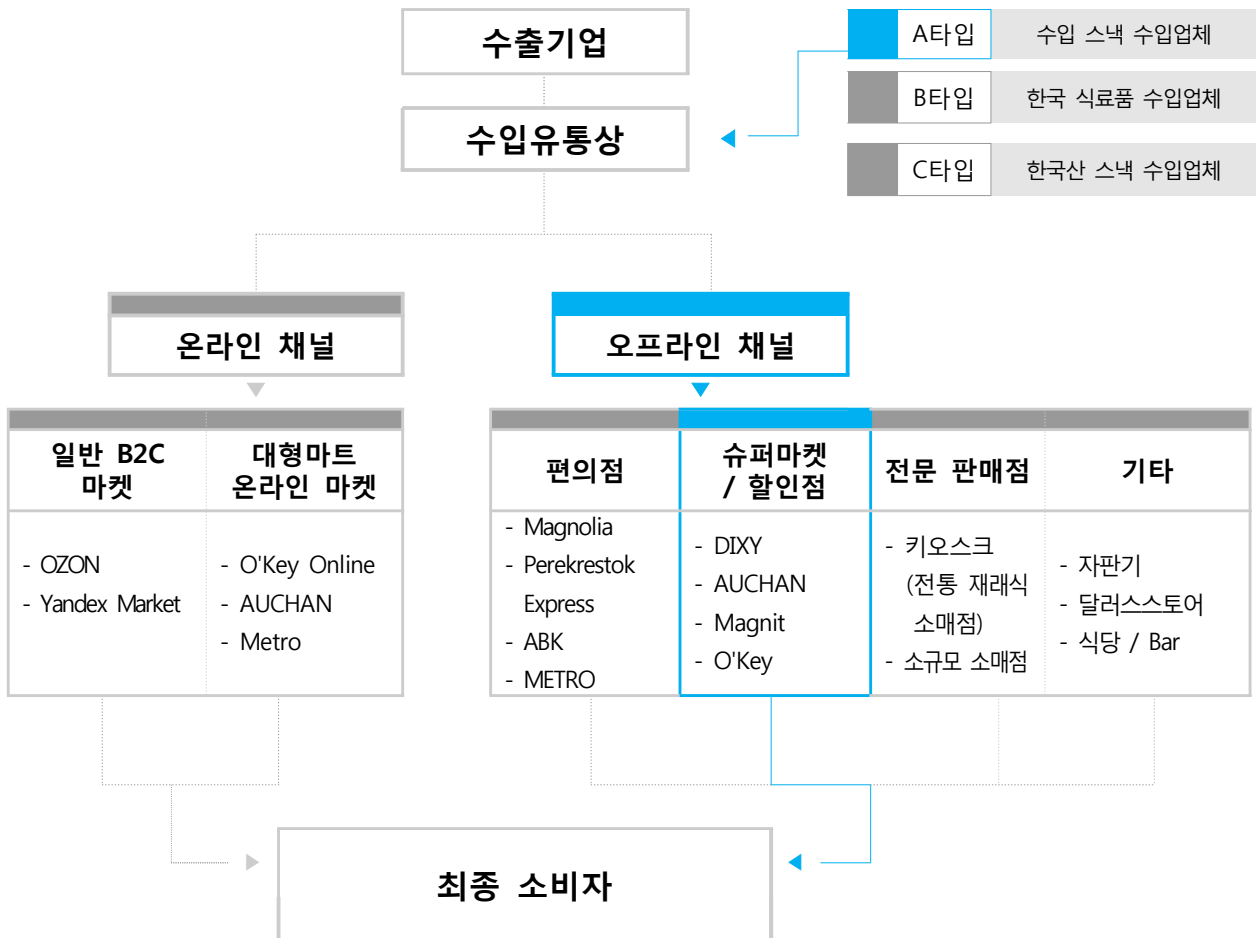 수출기업
A타입 수입 스낵 수입업체
수입유통상
B타입 한국 식료품 수입업체
C타입 한국산 스낵 수입업체
온라인 채널
오프라인 채널
일반 B2C
마켓
대형마트
온라인 마켓
편의점
슈퍼마켓
/ 할인점
전문 판매점
기타
- OZON
- Yandex Market
- O'Key Online
- AUCHAN
- Metro
- Magnolia
- Perekrestok
Express
- ABK
- METRO
- DIXY
- AUCHAN
- Magnit
- O'Key
- 키오스크
(전통 재래식
소매점)
- 소규모 소매점
- 자판기
- 달러스스토어
- 식당 / Bar
최종 소비자